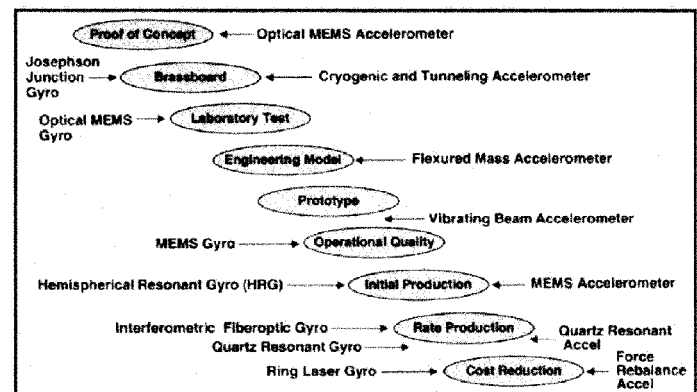 Proof of Concept Optical MEMS Accelerometer
Josephson
Junction
Gyro
Brassboard Cryogenic and Tunneling Accelerometer
Optical MEMS
Gyro
Laboratory Test
Engineering Model Flexured Mass Accelerometer
Prototype
Vibrating Beam Accelerometer
MEMS Gyro Operational Quality
Hemispherical Resonant Gyro (HRG) Initial Production MEMS Accelerometer
Interferometric Fiberoptic Gyro Rate Production
Quartz Resonant
Accel
Quartz Resonant Gyro
Ring Laser Gyro Cost Reduction
Force
Rebalance
Accel